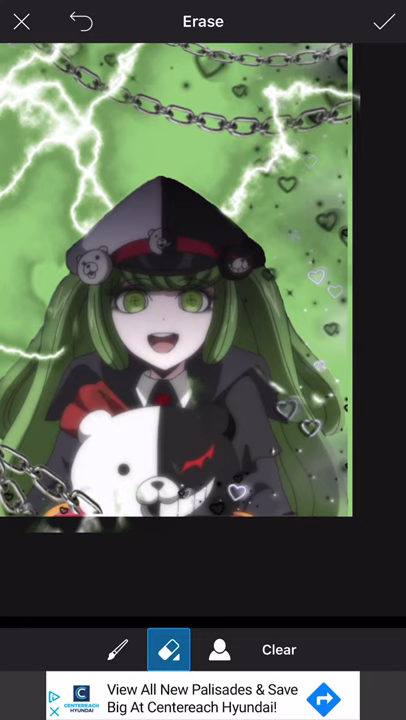 Erase
Clear
C
CENTEREACH
HYUNDAI
View All New Palisades & Save
Big At Centereach Hyundai!